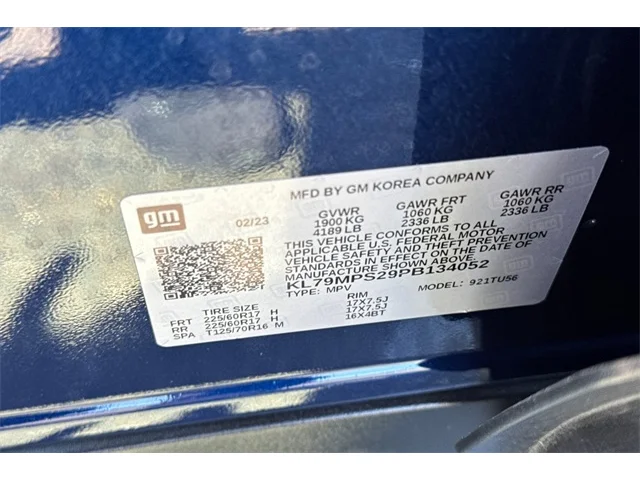 MFD BY GM KOREA COMPANY
gm
02/23
GVWR GAWR FRT GAWR RR
1900 KG 1060 KG 1060 KG
4189 LB 2336 LB 2336 LB
THIS VEHICLE CONFORMS TO ALL
APPLICABLE U.S. FEDERAL MOTOR
VEHICLE SAFETY AND THEFT PREVENTION
STANDARDS IN EFFECT ON THE DATE OF
MANUFACTURE SHOWN ABOVE.
KL79MPS29PB134052
TYPE: MPV MODEL: 921TU56
TIRE SIZE RIM
FRT 225/60R17 H 17X7.5J
RR 225/60R17 H 17X7.5J
SPA T125/70R16 M 16X4BT